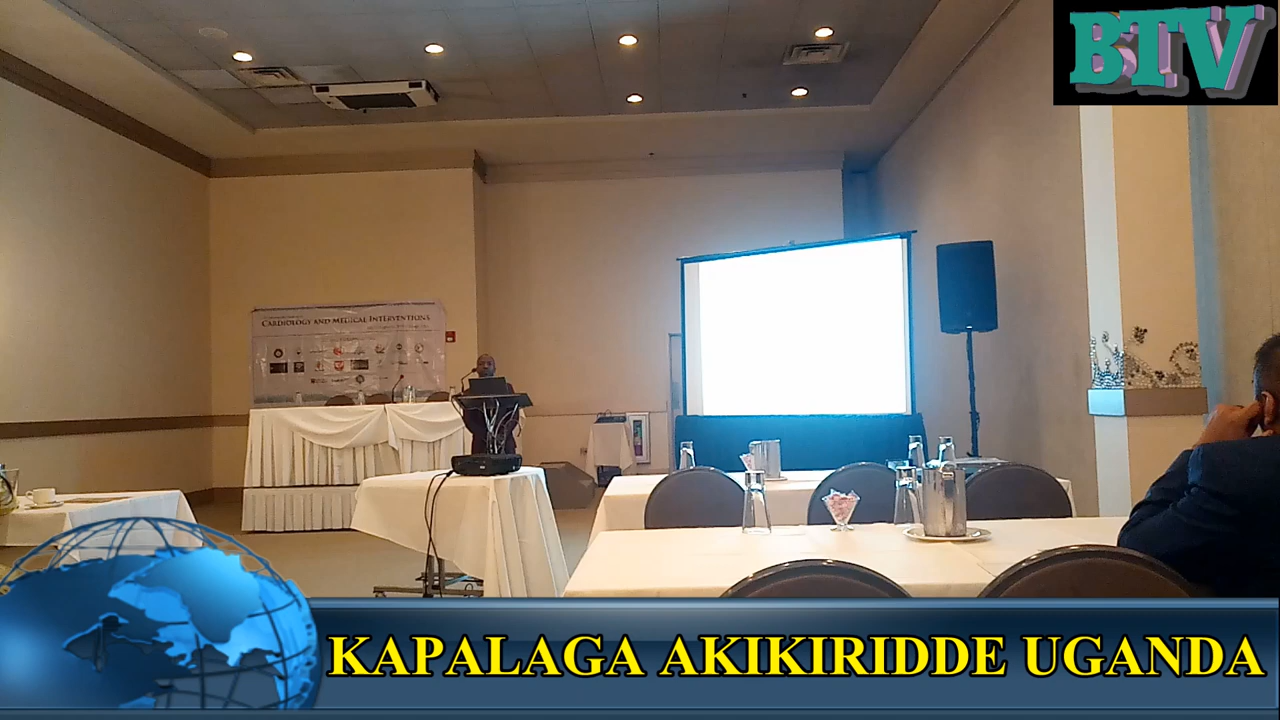 BTV
CARDIOLOGY AND MEDICAL INTERVENTIONS
KAPALAGA AKIKIRIDDE UGANDA